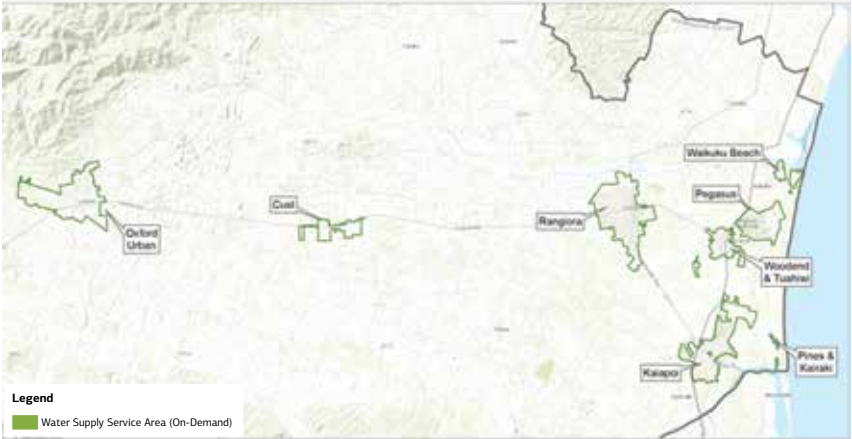 Waikuku Beach
Pegasus
Cust
Rangiora
Oxford
Urban
Woodend
& Tuahiwi
Pines &
Kairaki
Kaiapoi
Legend
Water Supply Service Area (On-Demand)